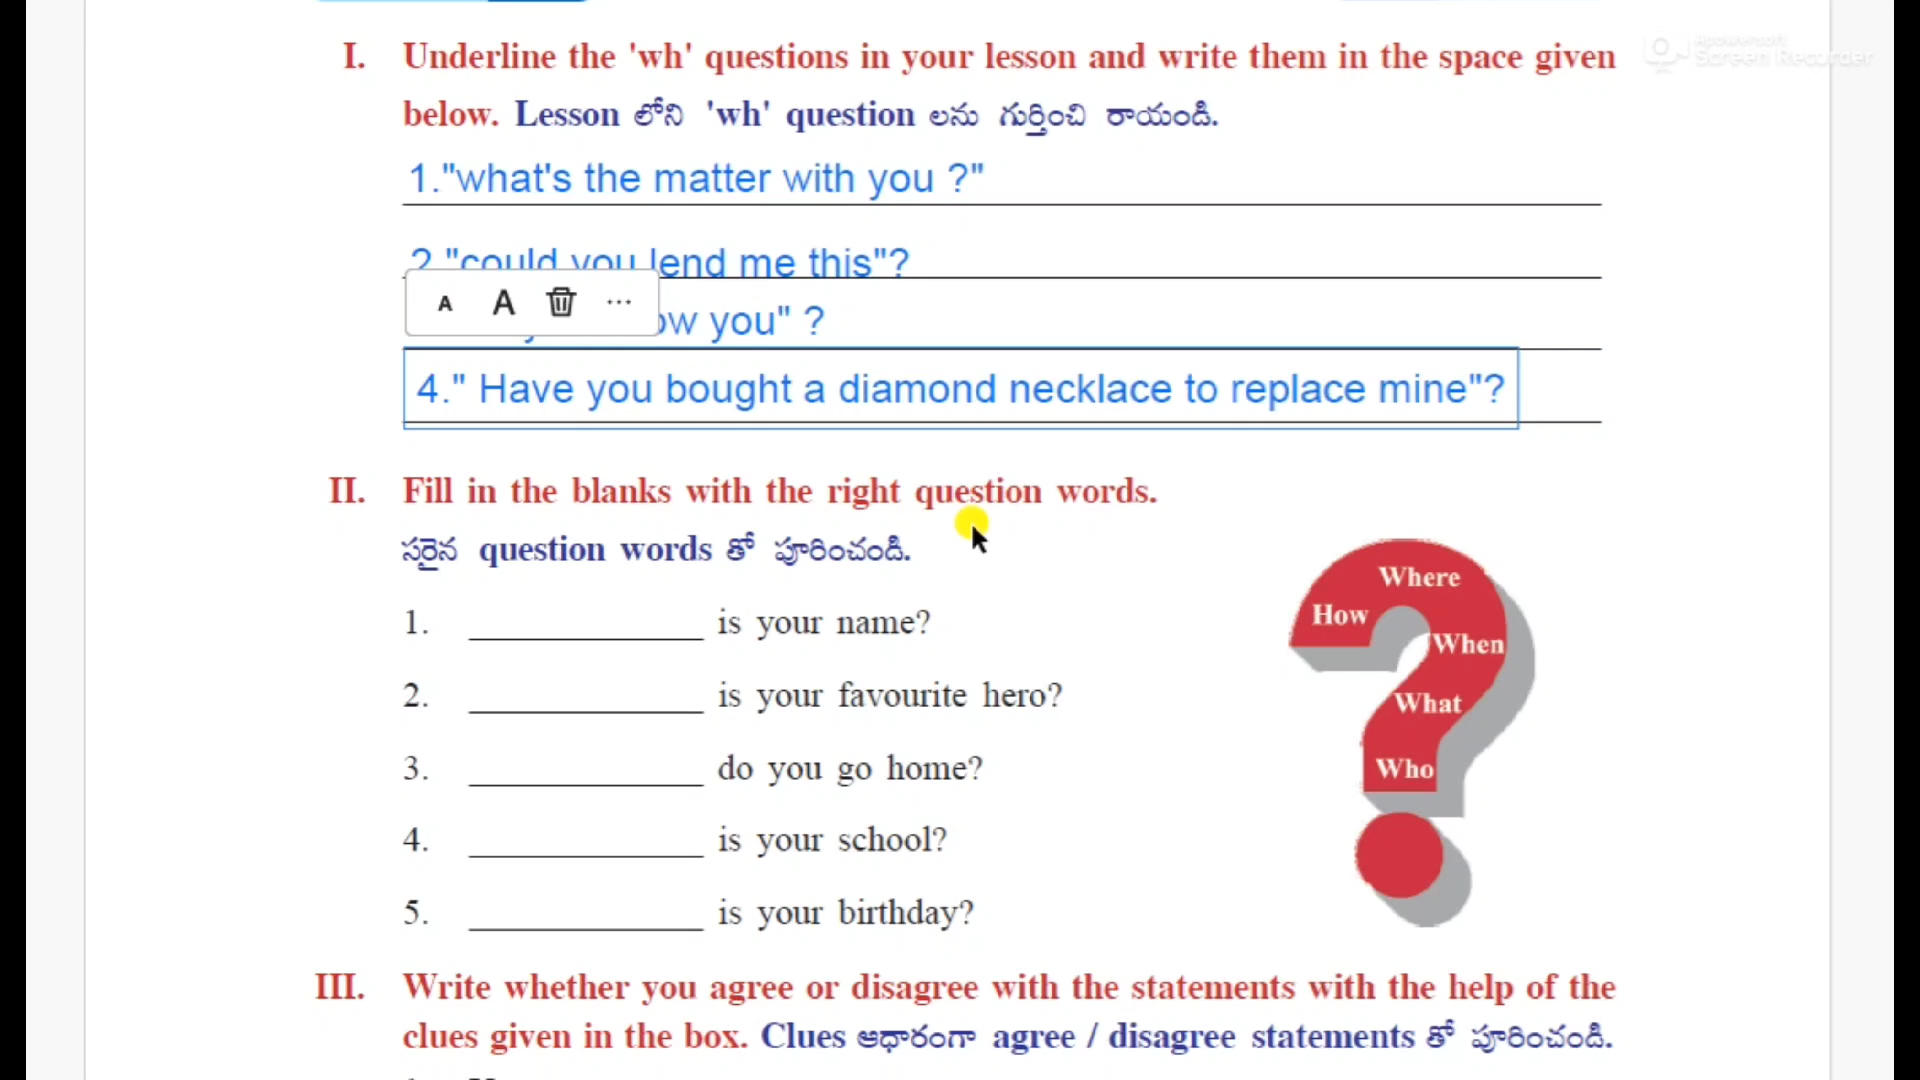 I. Underline the 'wh' questions in your lesson and write them in the space given
below. Lesson లోని 'wh' question లను గుర్తించి రాయండి.
Apowersoft
Screen Recorder
1."what's the matter with you ?"
2."could you lend me this"?
A A ...
you" ?
4." Have you bought a diamond necklace to replace mine"?
II. Fill in the blanks with the right question words.
సరైన question words తో పూరించండి.
1. ____________ is your name?
2. ____________ is your favourite hero?
3. ____________ do you go home?
4. ____________ is your school?
5. ____________ is your birthday?
Where
How
When
What
Who
III. Write whether you agree or disagree with the statements with the help of the
clues given in the box. Clues ఆధారంగా agree / disagree statements తో పూరించండి.